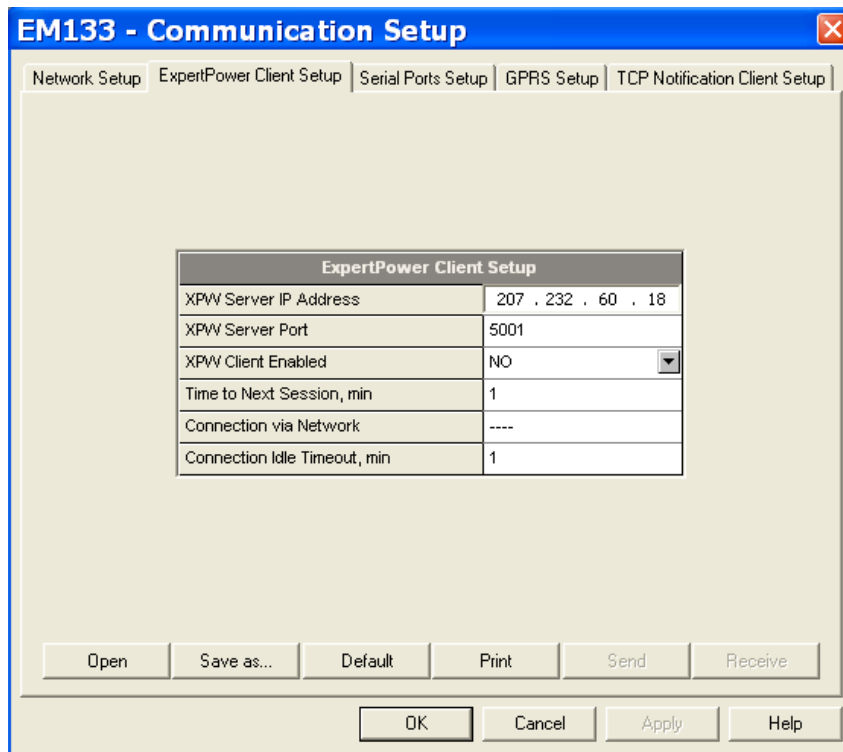 EM133 - Communication Setup
Network Setup ExpertPower Client Setup Serial Ports Setup GPRS Setup TCP Notification Client Setup
ExpertPower Client Setup
XPW Server IP Address 207 . 232 . 60 . 18
XPW Server Port 5001
XPW Client Enabled NO
Time to Next Session, min 1
Connection via Network ----
Connection Idle Timeout, min 1
Open Save as... Default Print Send Receive
OK Cancel Apply Help